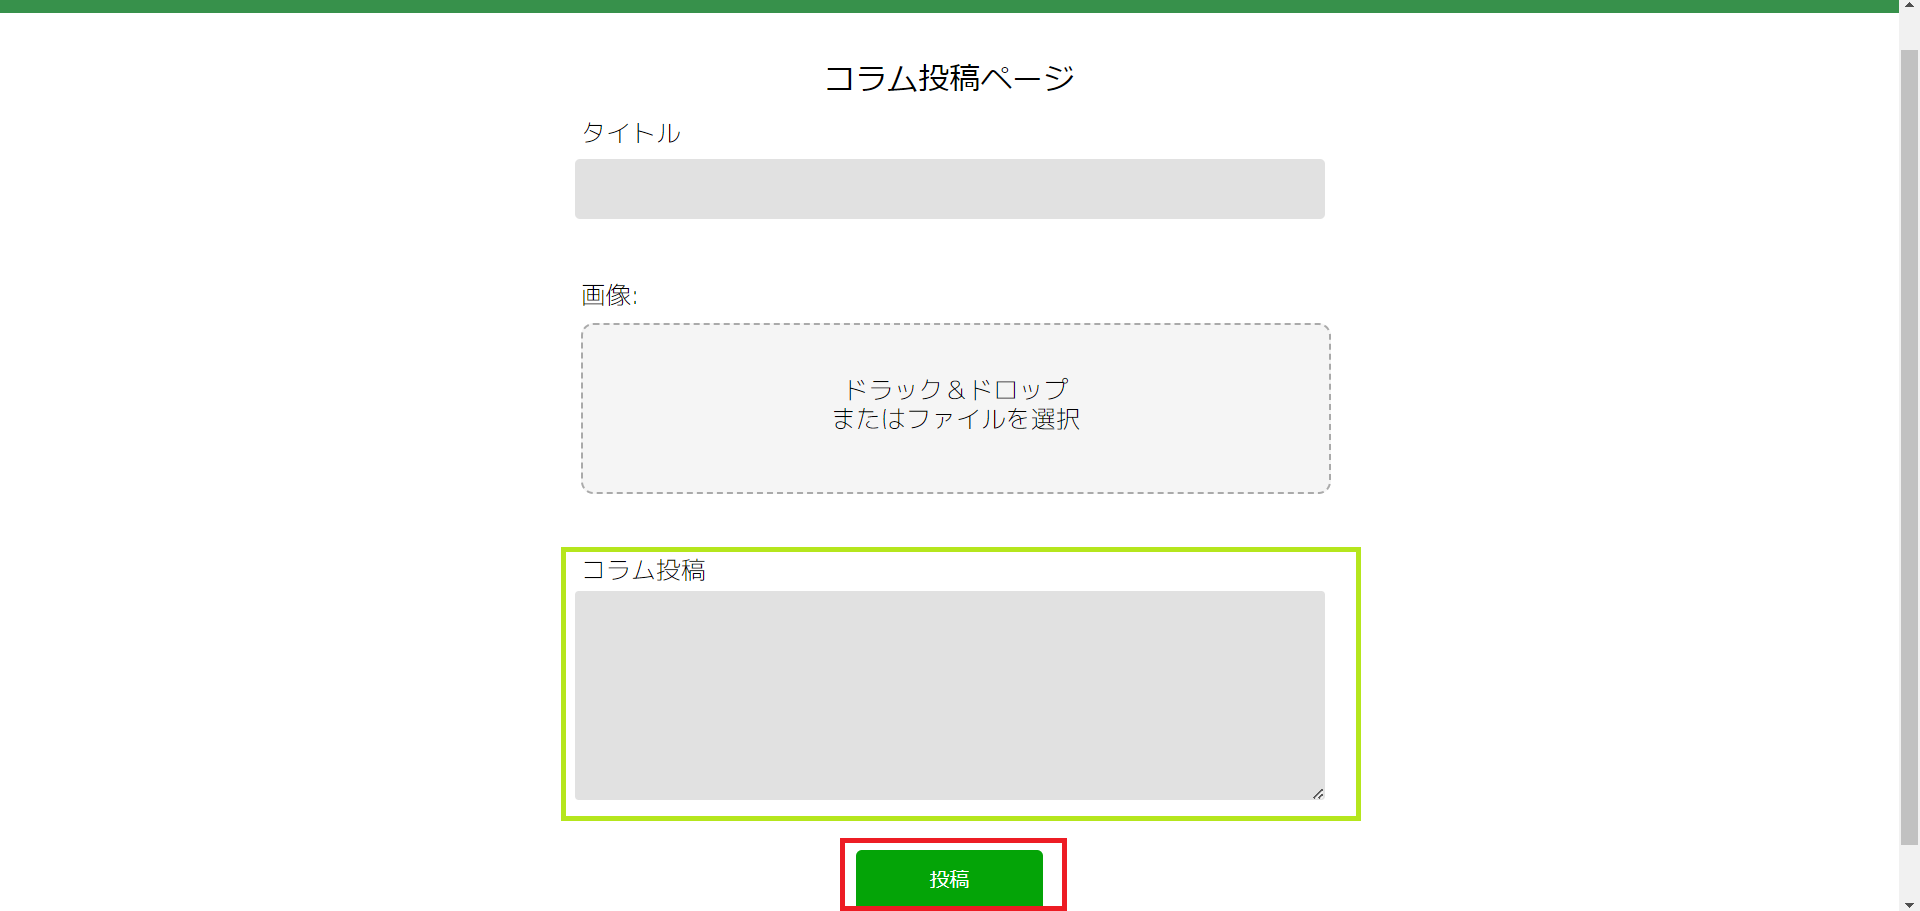 コラム投稿ページ
タイトル
画像:
ドラック＆ドロップ
またはファイルを選択
コラム投稿
投稿